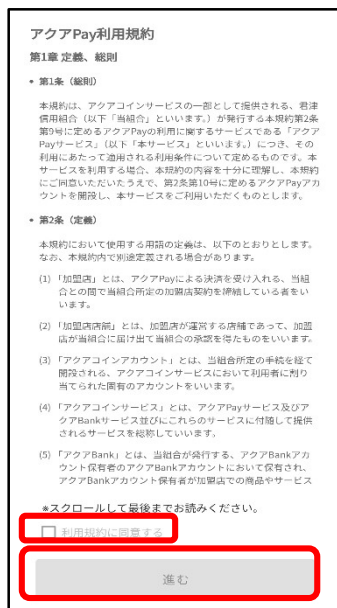 アクアPay利用規約
第1章 定義、総則
• 第1条（総則）
本規約は、アクアコインサービスの一部として提供される、君津
信用組合（以下「当組合」といいます。）が発行する本規約第2条
第9号に定めるアクアPayの利用に関するサービスである「アクア
Payサービス」（以下「本サービス」といいます。）につき、その
利用にあたって適用される利用条件について定めるものです。本
サービスを利用する場合、本規約の内容を十分に理解し、本規約
にご同意いただいたうえで、第2条第10号に定めるアクアPayアカ
ウントを開設し、本サービスをご利用いただくものとします。
• 第2条（定義）
本規約において使用する用語の定義は、以下のとおりとします。
なお、本規約内で別途定義される場合があります。
(1) 「加盟店」とは、アクアPayによる決済を受け入れる、当組
合との間で当組合所定の加盟店契約を締結している者をい
います。
(2) 「加盟店店舗」とは、加盟店が運営する店舗であって、加盟
店が当組合に届け出て当組合の承認を得たものをいいます。
(3) 「アクアコインアカウント」とは、当組合所定の手続を経て
開設される、アクアコインサービスにおいて利用者に割り
当てられた固有のアカウントをいいます。
(4) 「アクアコインサービス」とは、アクアPayサービス及びア
クアBankサービス並びにこれらのサービスに付随して提供
されるサービスを総称していいます。
(5) 「アクアBank」とは、当組合が発行する、アクアBankアカ
ウント保有者のアクアBankアカウントにおいて保有され、
アクアBankアカウント保有者が加盟店での商品やサービス
※スクロールして最後までお読みください。
利用規約に同意する
進む